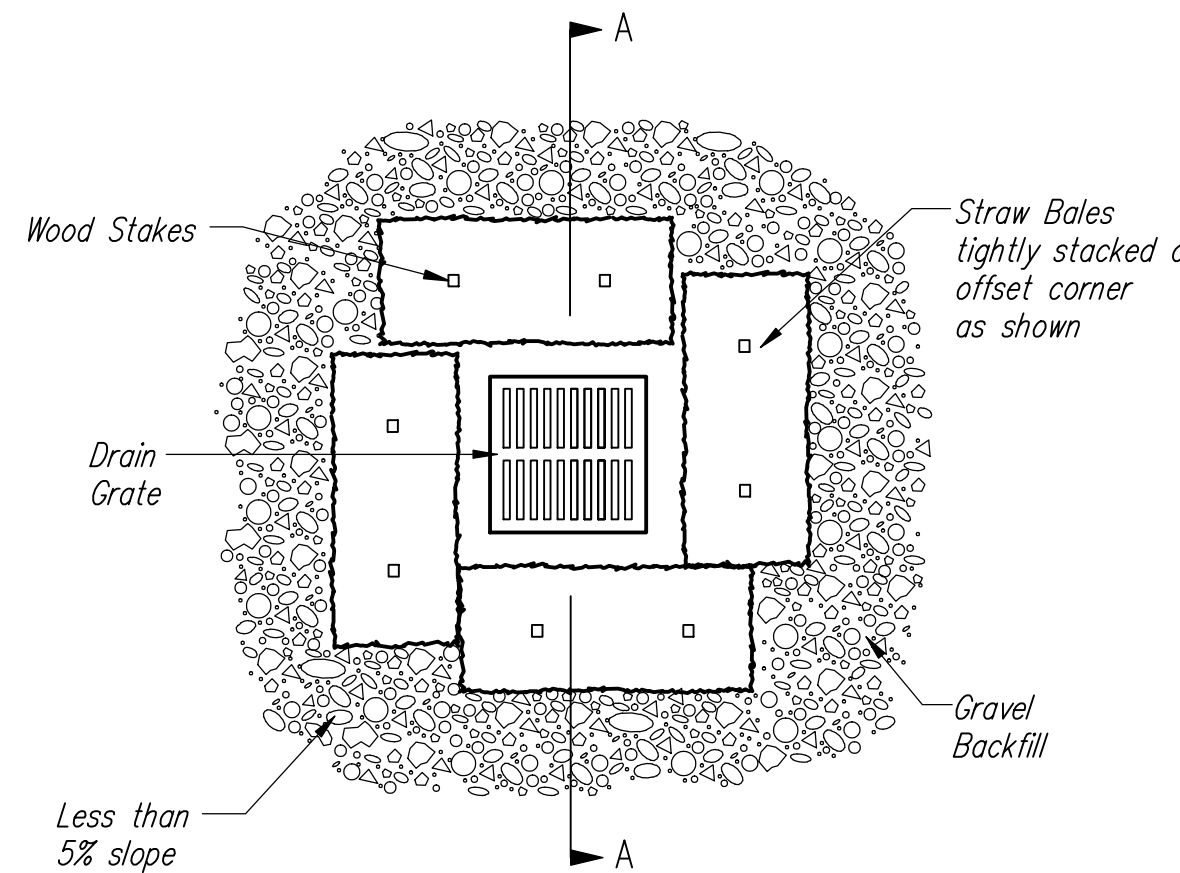 A
Wood Stakes
Straw Bales
tightly stacked
offset corner
as shown
Drain
Grate
Gravel
Backfill
Less than
5% slope
A